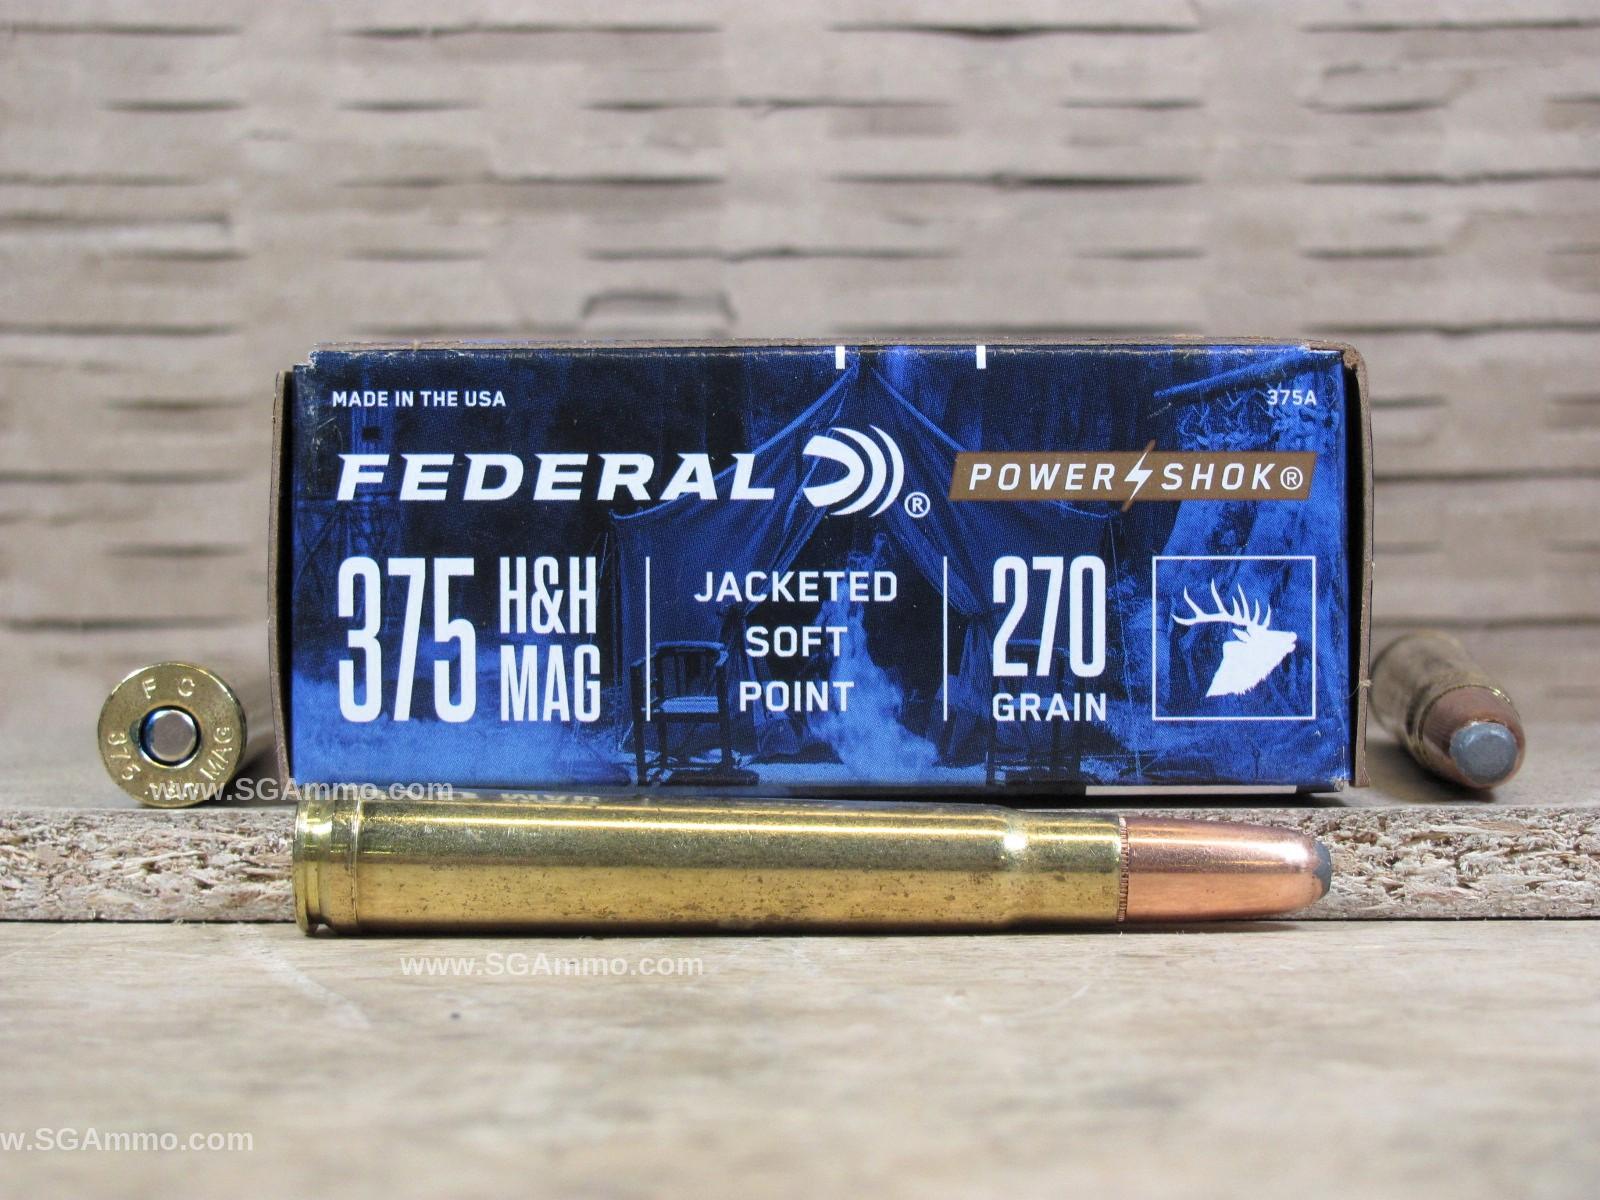 MADE IN THE USA
375A
FEDERAL®
POWER SHOK®
375 H&H MAG
JACKETED
SOFT
POINT
270
GRAIN
F C
375 MAG
www.SGAmmo.com
www.SGAmmo.com
w.SGAmmo.com